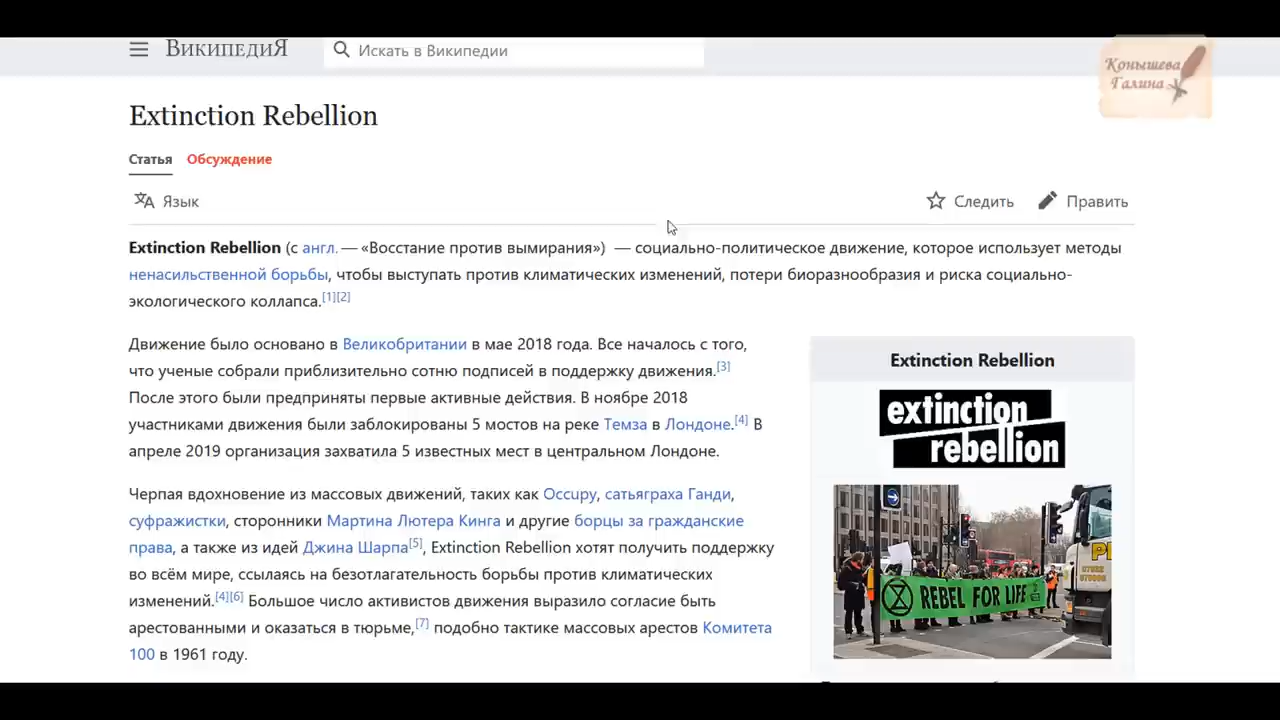 ВИКИПЕДИЯ
Искать в Википедии
Конышева
Галина
Extinction Rebellion
Статья Обсуждение
Язык Следить Править
Extinction Rebellion (с англ. — «Восстание против вымирания») — социально-политическое движение, которое использует методы
ненасильственной борьбы, чтобы выступать против климатических изменений, потери биоразнообразия и риска социально-
экологического коллапса.[1][2]
Движение было основано в Великобритании в мае 2018 года. Все началось с того,
что ученые собрали приблизительно сотню подписей в поддержку движения.[3]
После этого были предприняты первые активные действия. В ноябре 2018
участниками движения были заблокированы 5 мостов на реке Темза в Лондоне.[4] В
апреле 2019 организация захватила 5 известных мест в центральном Лондоне.
Черпая вдохновение из массовых движений, таких как Occupy, сатьяграха Ганди,
суфражистки, сторонники Мартина Лютера Кинга и другие борцы за гражданские
права, а также из идей Джина Шарпа[5], Extinction Rebellion хотят получить поддержку
во всём мире, ссылаясь на безотлагательность борьбы против климатических
изменений.[4][6] Большое число активистов движения выразило согласие быть
арестованными и оказаться в тюрьме,[7] подобно тактике массовых арестов Комитета
100 в 1961 году.
Extinction Rebellion
extinction
rebellion
REBEL FOR LIFE